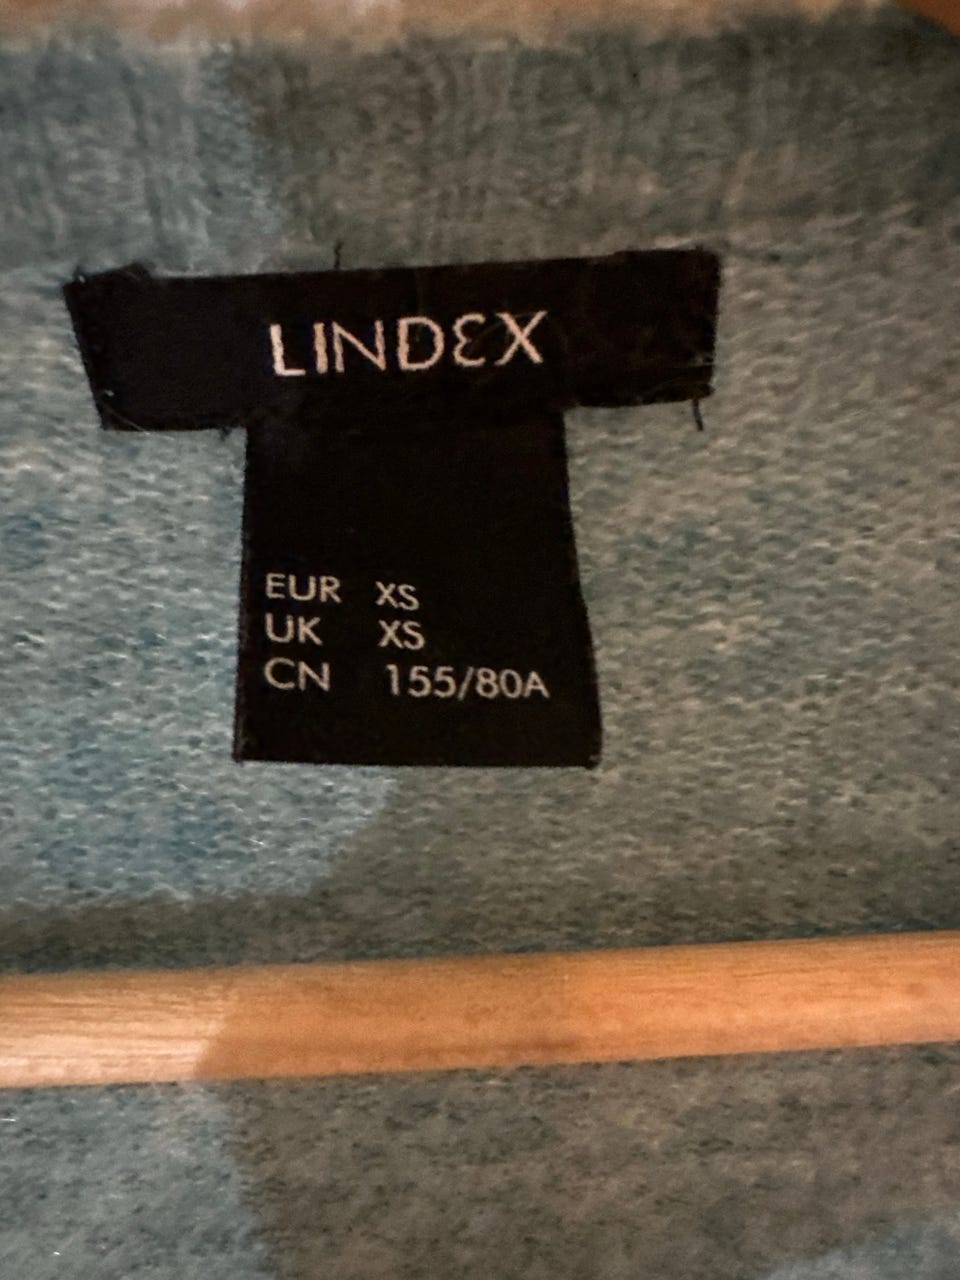 LINDEX
EUR XS
UK XS
CN 155/80A